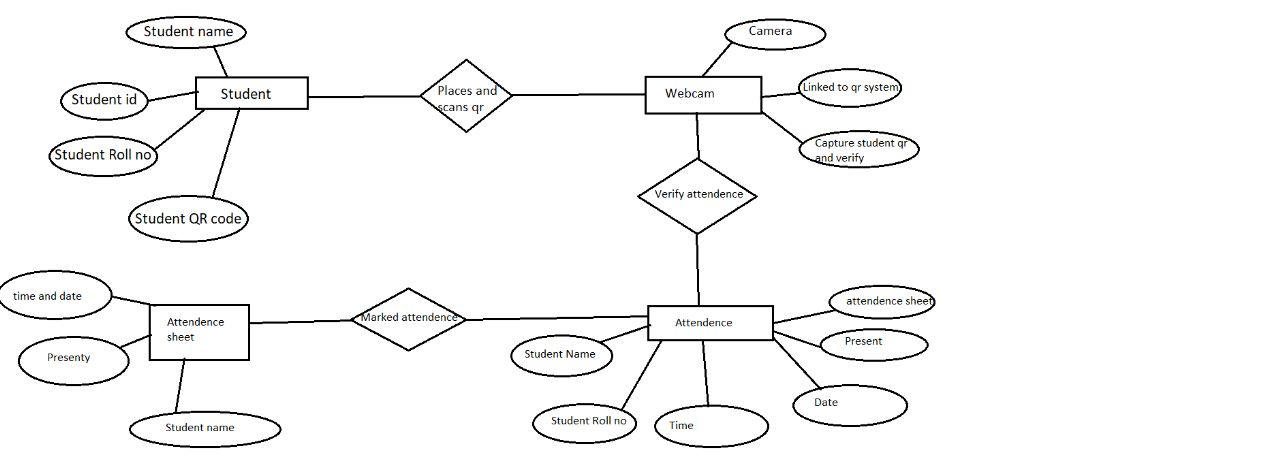 Student name
Camera
Student id
Student
Places and
scans qr
Webcam
Linked to qr system
Student Roll no
Capture student qr
and verify
Verify attendence
Student QR code
time and date
Attendence
sheet
Marked attendence
Attendence
attendence sheet
Presenty
Student Name
Present
Date
Student name
Student Roll no
Time